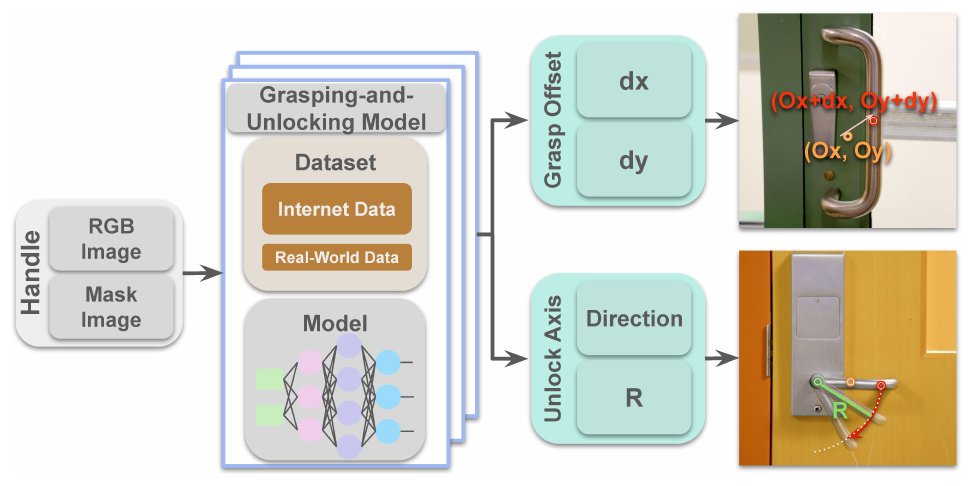 Handle
RGB
Image
Mask
Image
Grasping-and-
Unlocking Model
Dataset
Internet Data
Real-World Data
Model
Grasp Offset
dx
dy
Unlock Axis
Direction
R
(Ox+dx, Oy+dy)
(Ox, Oy)
R